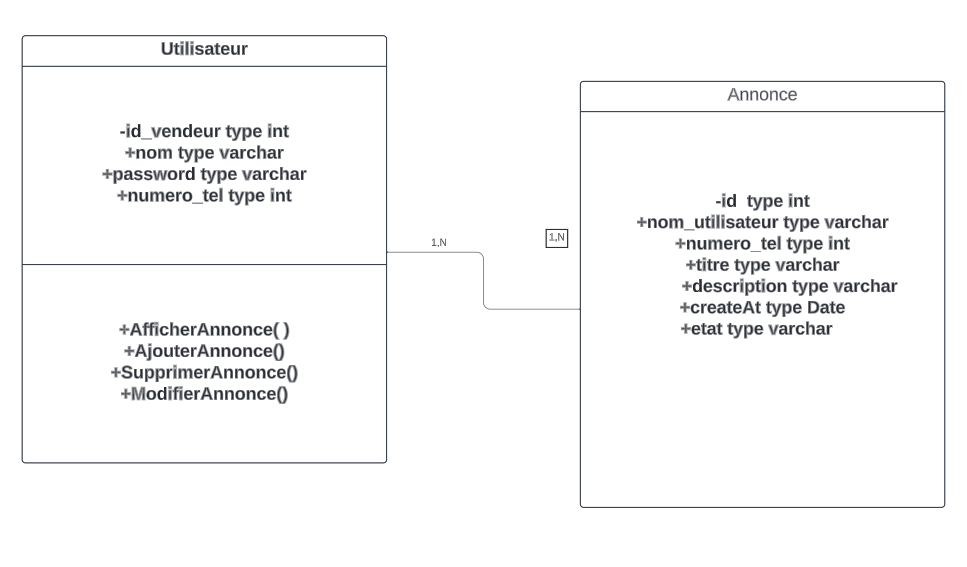 Utilisateur
-id_vendeur type int
+nom type varchar
+password type varchar
+numero_tel type int
+AfficherAnnonce( )
+AjouterAnnonce()
+SupprimerAnnonce()
+ModifierAnnonce()
1,N
1,N
Annonce
-id  type int
+nom_utilisateur type varchar
+numero_tel type int
+titre type varchar
+description type varchar
+createAt type Date
+etat type varchar